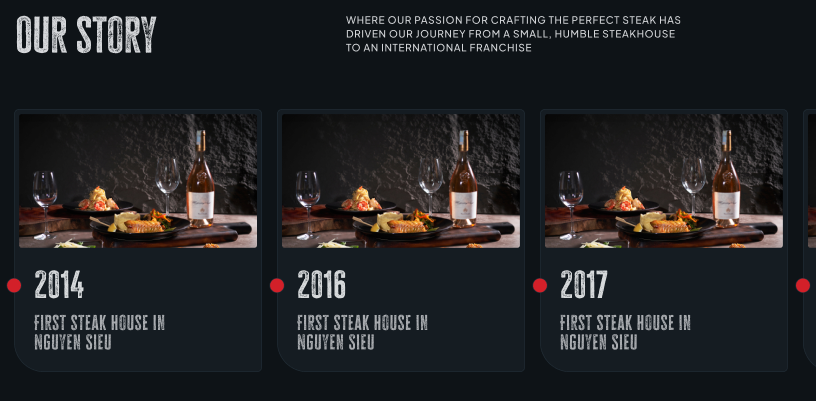 OUR STORY
WHERE OUR PASSION FOR CRAFTING THE PERFECT STEAK HAS
DRIVEN OUR JOURNEY FROM A SMALL, HUMBLE STEAKHOUSE
TO AN INTERNATIONAL FRANCHISE
2014
FIRST STEAK HOUSE IN
NGUYEN SIEU
2016
FIRST STEAK HOUSE IN
NGUYEN SIEU
2017
FIRST STEAK HOUSE IN
NGUYEN SIEU